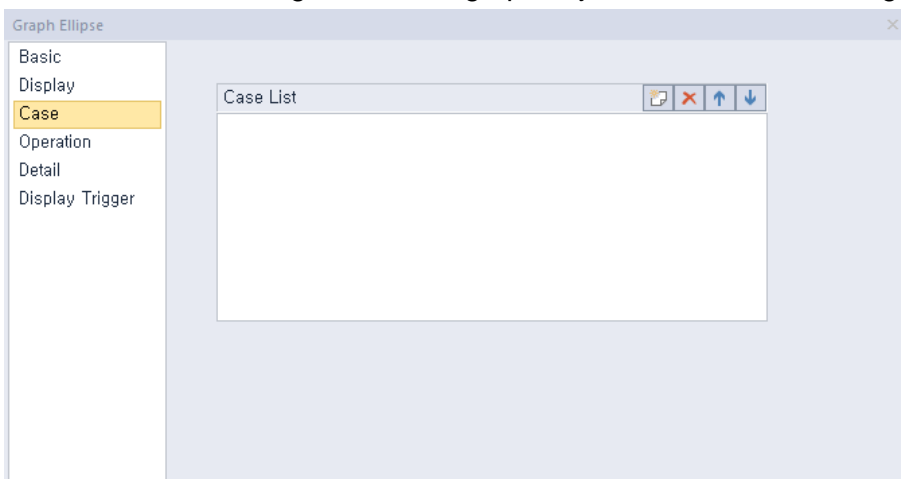 Graph Ellipse
Basic
Display
Case
Operation
Detail
Display Trigger
Case List